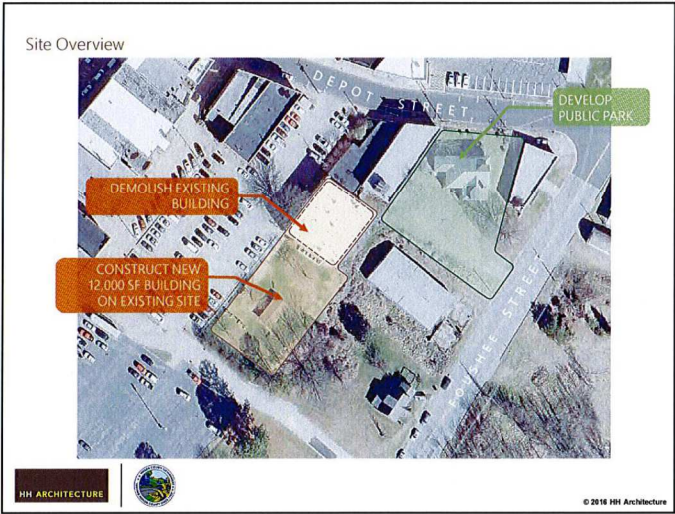 Site Overview
DEPOT STREET
DEVELOP
PUBLIC PARK
DEMOLISH EXISTING
BUILDING
CONSTRUCT NEW
12,000 SF BUILDING
ON EXISTING SITE
STREET
HH ARCHITECTURE
© 2016 HH Architecture